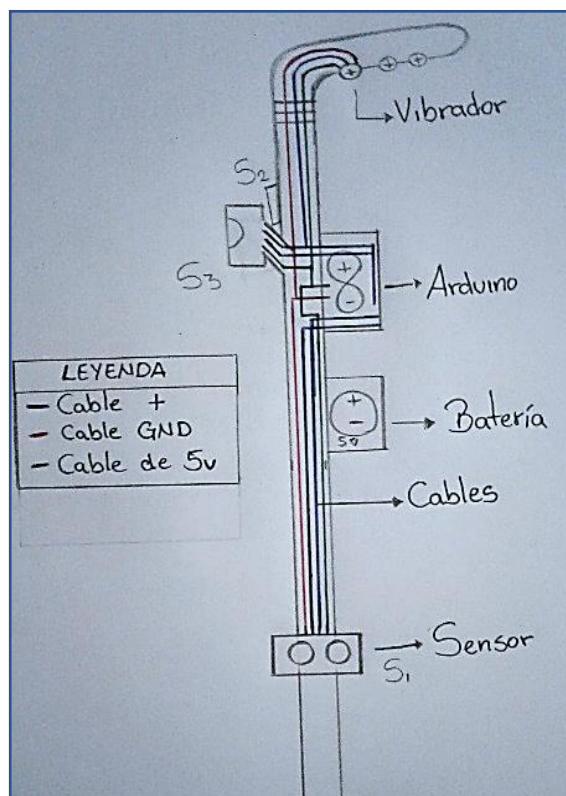 Vibrador
S2
S3
+
-
Arduino
LEYENDA
- Cable +
- Cable GND
- Cable de 5v
+
-
5v
Batería
Cables
Sensor
S1